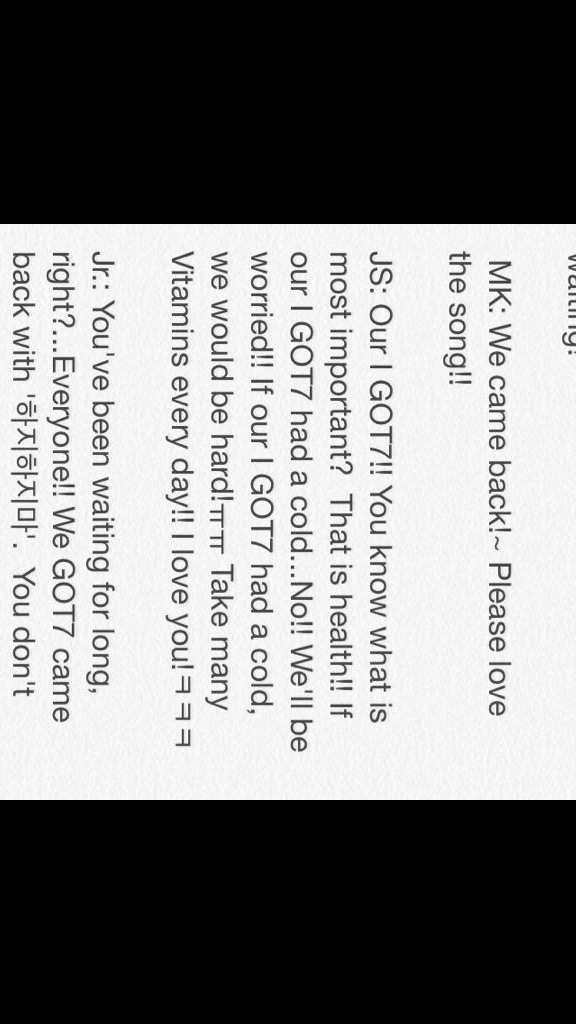 waiting!
MK: We came back!~ Please love
the song!!
JS: Our I GOT7!! You know what is
most important? That is health!! If
our I GOT7 had a cold...No!! We'll be
worried!! If our I GOT7 had a cold,
we would be hard!ㅠㅠ Take many
Vitamins every day!! I love you!ㅋㅋㅋ
Jr.: You've been waiting for long,
right?...Everyone!! We GOT7 came
back with '하지하지마'. You don't